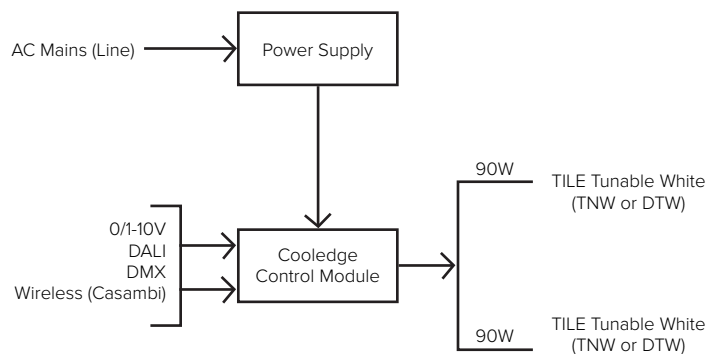 AC Mains (Line)
Power Supply
0/1-10V
DALI
DMX
Wireless (Casambi)
Cooledge
Control Module
90W
TILE Tunable White
(TNW or DTW)
90W
TILE Tunable White
(TNW or DTW)